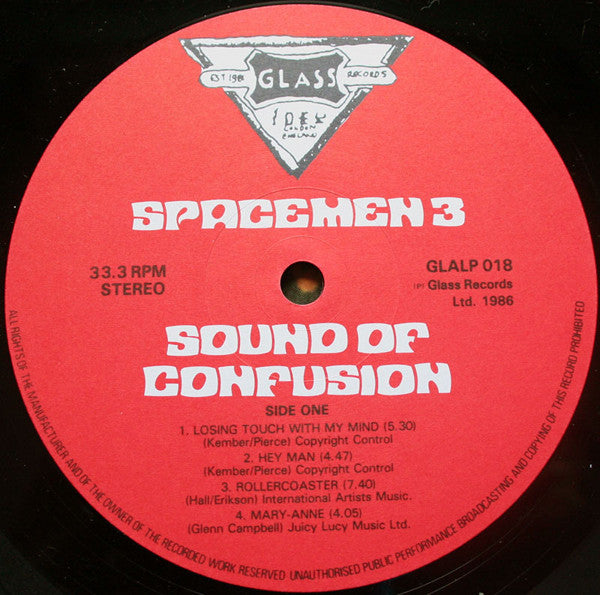 EST 1981 GLASS RECORDS
LONDON
ENGLAND
SPACEMEN 3
33.3 RPM
STEREO
GLALP 018
(P) Glass Records
Ltd. 1986
SOUND OF
CONFUSION
SIDE ONE
1. LOSING TOUCH WITH MY MIND (5.30)
(Kember/Pierce) Copyright Control
2. HEY MAN (4.47)
(Kember/Pierce) Copyright Control
3. ROLLERCOASTER (7.40)
(Hall/Erikson) International Artists Music.
4. MARY-ANNE (4.05)
(Glenn Campbell) Juicy Lucy Music Ltd.
ALL RIGHTS OF THE MANUFACTURER AND OF THE OWNER OF THE RECORDED WORK RESERVED UNAUTHORISED PUBLIC PERFORMANCE BROADCASTING AND COPYING OF THIS RECORD PROHIBITED